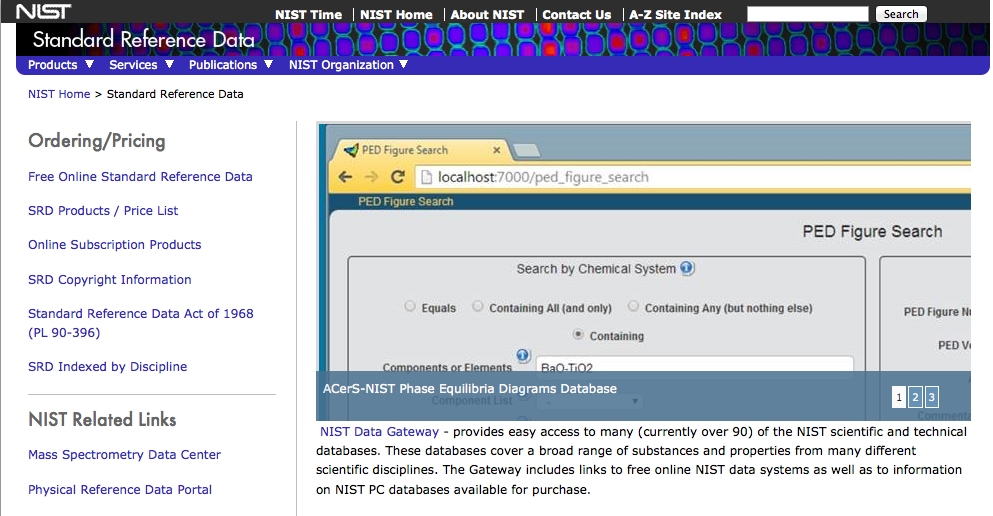 NIST
NIST Time | NIST Home | About NIST | Contact Us | A-Z Site Index Search
Standard Reference Data
Products ▼ Services ▼ Publications ▼ NIST Organization ▼
NIST Home > Standard Reference Data
Ordering/Pricing
Free Online Standard Reference Data
SRD Products / Price List
Online Subscription Products
SRD Copyright Information
Standard Reference Data Act of 1968
(PL 90-396)
SRD Indexed by Discipline
NIST Related Links
Mass Spectrometry Data Center
Physical Reference Data Portal
PED Figure Search ×
localhost:7000/ped_figure_search
PED Figure Search
PED Figure Search
Search by Chemical System
Equals Containing All (and only) Containing Any (but nothing else)
Containing
PED Figure
PED
Components or Elements BaO-TiO2
ACerS-NIST Phase Equilibria Diagrams Database
1 2 3
Component List
NIST Data Gateway - provides easy access to many (currently over 90) of the NIST scientific and technical
databases. These databases cover a broad range of substances and properties from many different
scientific disciplines. The Gateway includes links to free online NIST data systems as well as to information
on NIST PC databases available for purchase.